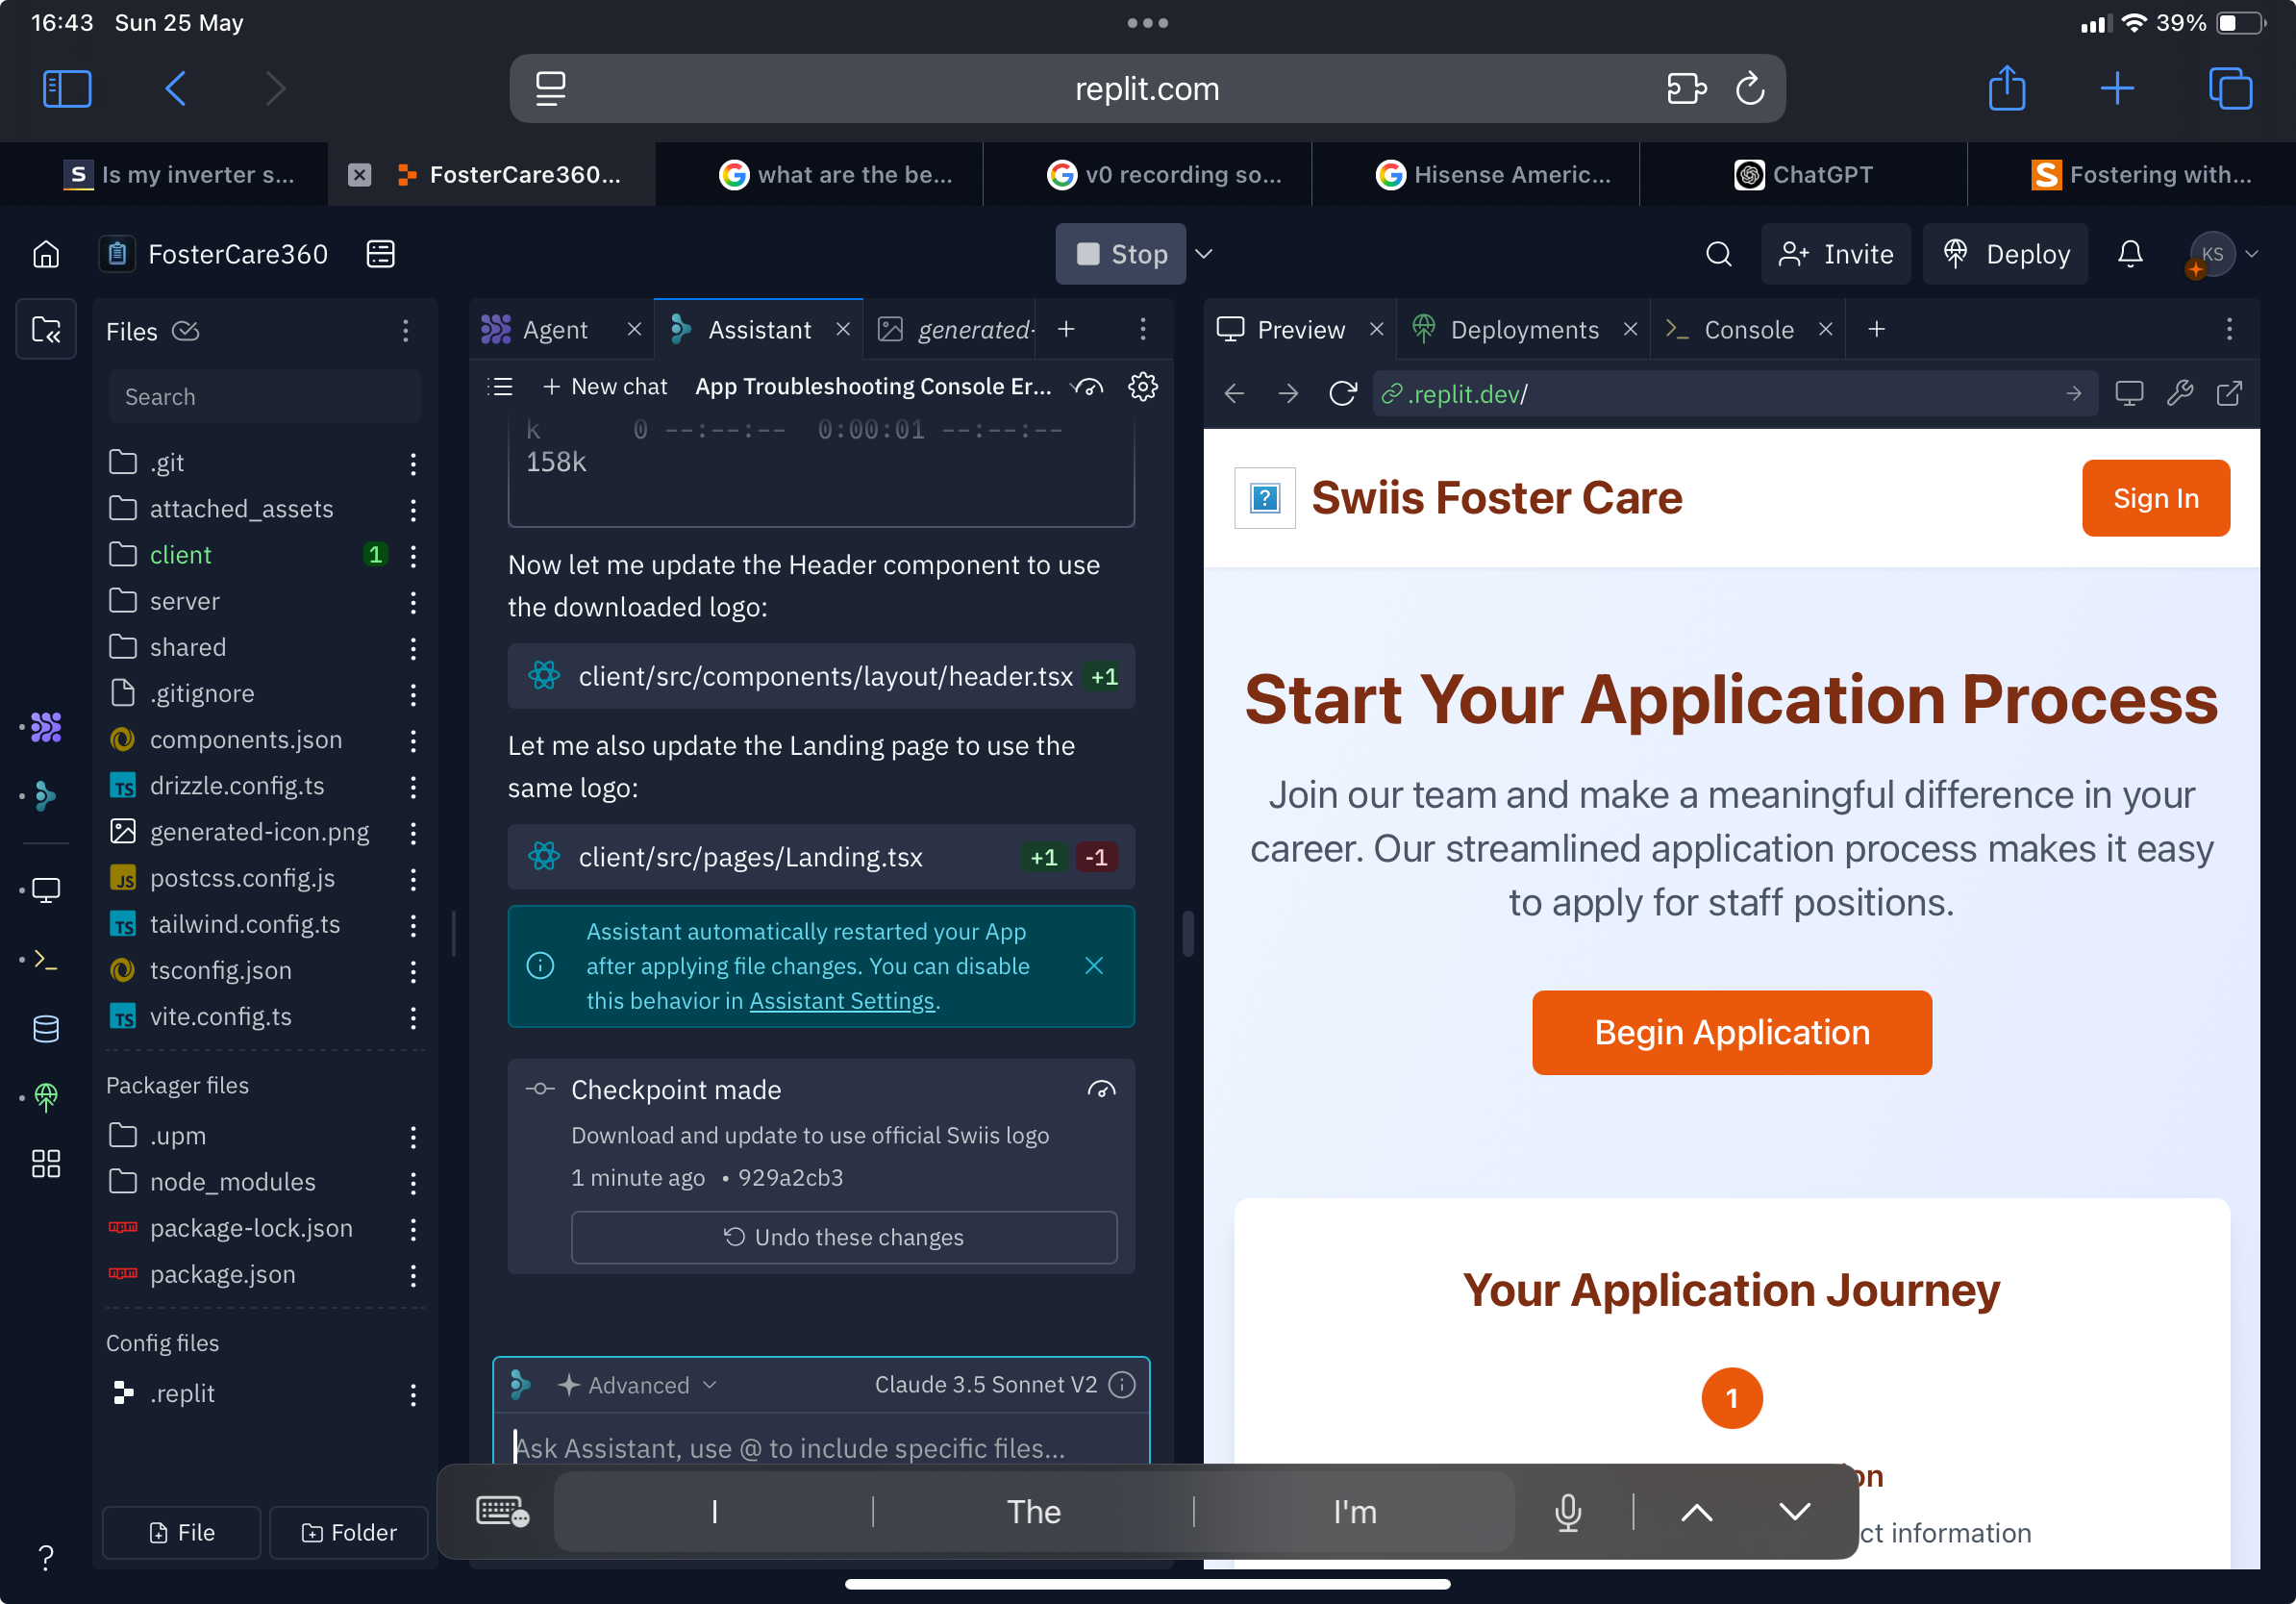 16:43 Sun 25 May
39%
replit.com
Is my inverter s...
FosterCare360...
what are the be...
v0 recording so...
Hisense Americ...
ChatGPT
Fostering with...
FosterCare360
Stop
Invite
Deploy
KS
Files
Search
.git
attached_assets
client 1
server
shared
.gitignore
components.json
drizzle.config.ts
generated-icon.png
postcss.config.js
tailwind.config.ts
tsconfig.json
vite.config.ts
Packager files
.upm
node_modules
package-lock.json
package.json
Config files
.replit
File
Folder
Agent
Assistant
generated-
New chat
App Troubleshooting Console Er...
k 0 --:--:-- 0:00:01 --:--:--
158k
Now let me update the Header component to use
the downloaded logo:
client/src/components/layout/header.tsx +1
Let me also update the Landing page to use the
same logo:
client/src/pages/Landing.tsx +1 -1
Assistant automatically restarted your App
after applying file changes. You can disable
this behavior in Assistant Settings.
Checkpoint made
Download and update to use official Swiis logo
1 minute ago • 929a2cb3
Undo these changes
Advanced
Claude 3.5 Sonnet V2
Ask Assistant, use @ to include specific files...
I
The
I'm
Preview
Deployments
Console
.replit.dev/
Swiis Foster Care
Sign In
Start Your Application Process
Join our team and make a meaningful difference in your
career. Our streamlined application process makes it easy
to apply for staff positions.
Begin Application
Your Application Journey
1
on
ct information